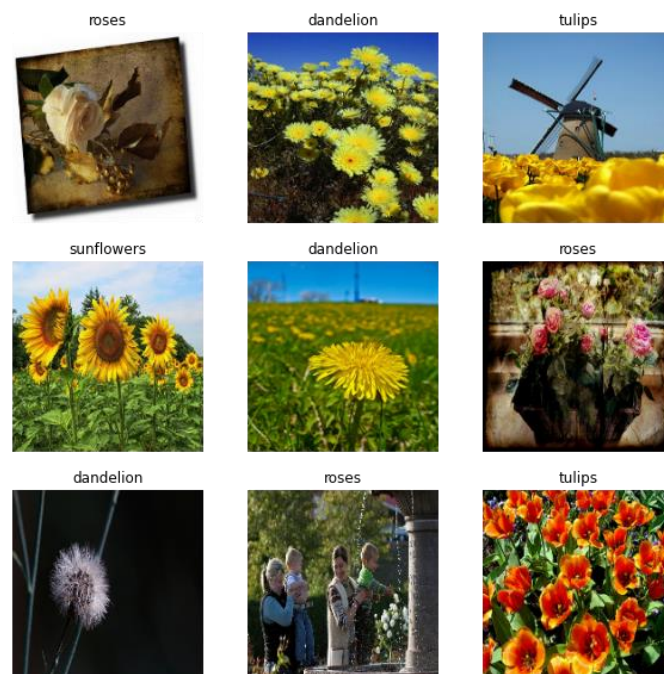 roses
dandelion
tulips
sunflowers
dandelion
roses
dandelion
roses
tulips